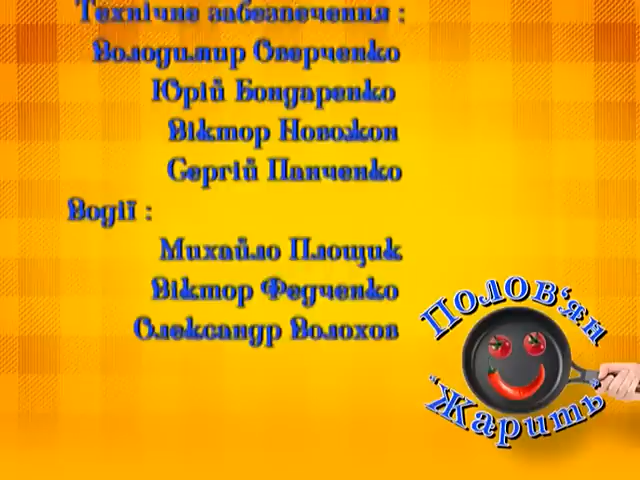 Технічне забезпечення :
Володимир Оверченко
Юрій Бондаренко
Віктор Новожон
Сергій Панченко
Водії :
Михайло Площик
Віктор Федченко
Олександр Волохов
ПОЛОВ'ян
"Жарить"